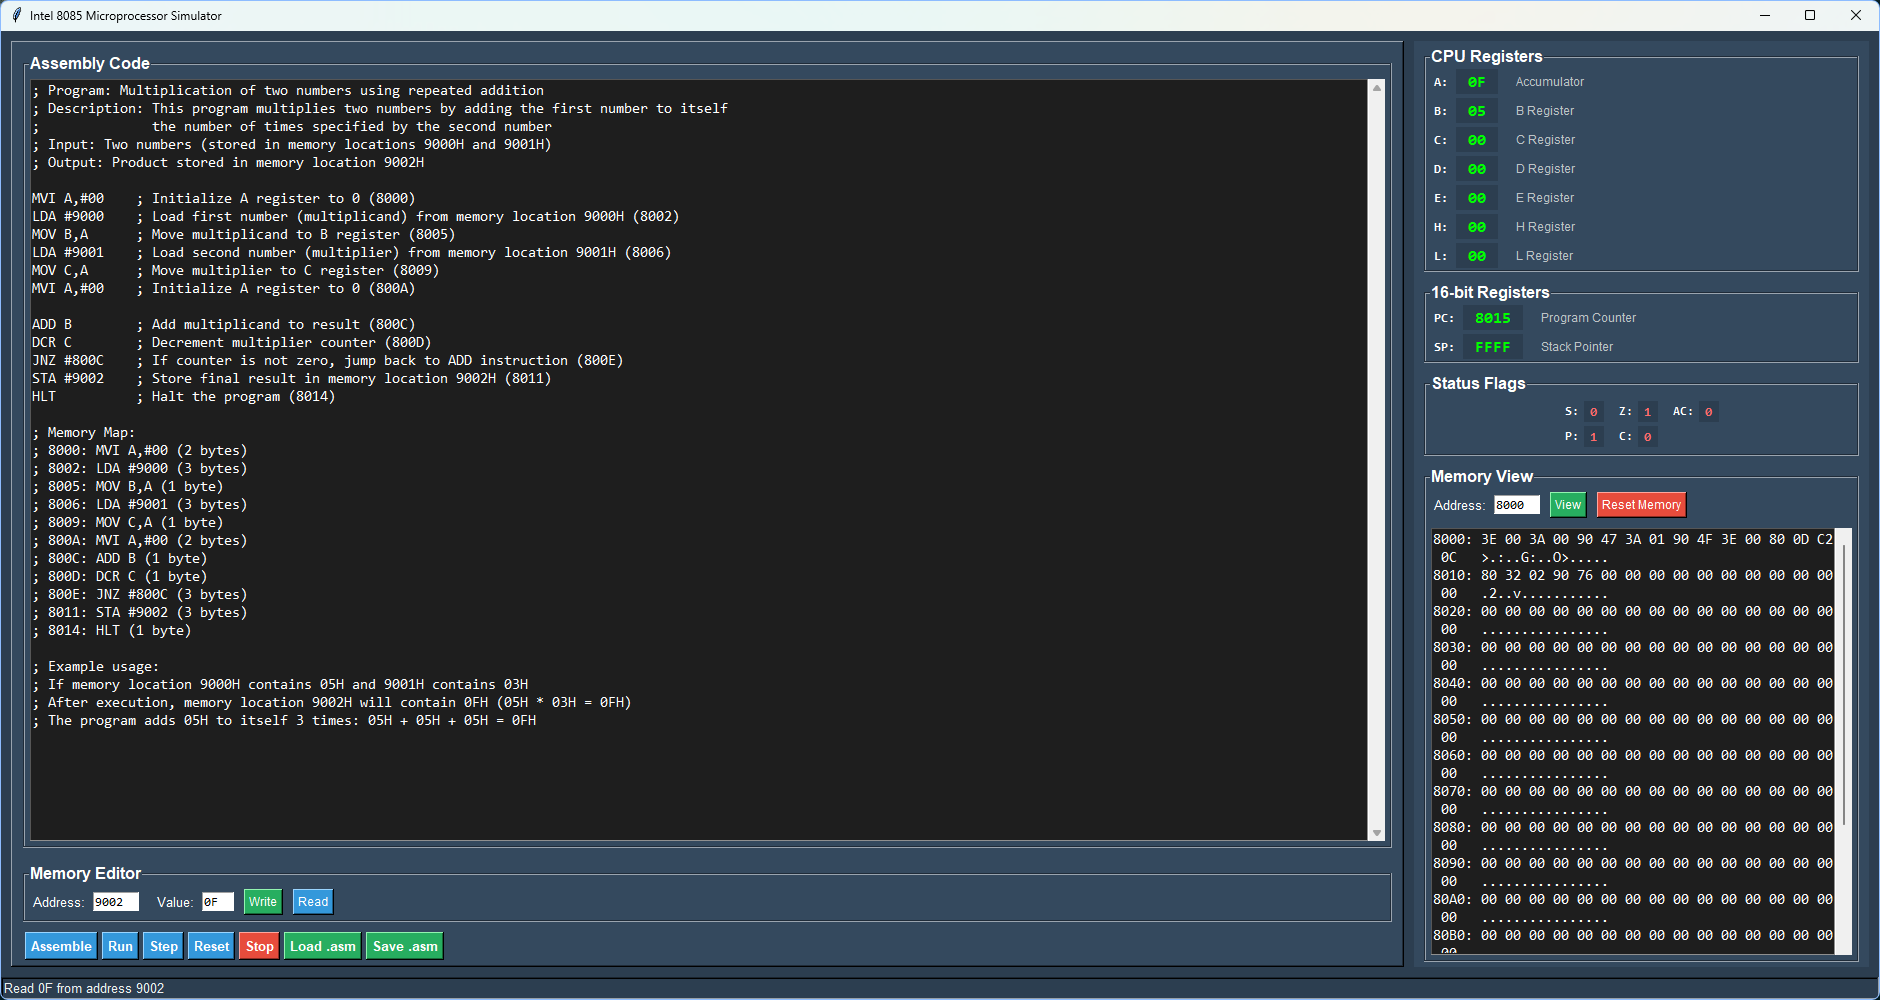 Intel 8085 Microprocessor Simulator
Assembly Code
; Program: Multiplication of two numbers using repeated addition
; Description: This program multiplies two numbers by adding the first number to itself
;              the number of times specified by the second number
; Input: Two numbers (stored in memory locations 9000H and 9001H)
; Output: Product stored in memory location 9002H
MVI A,#00    ; Initialize A register to 0 (8000)
LDA #9000    ; Load first number (multiplicand) from memory location 9000H (8002)
MOV B,A      ; Move multiplicand to B register (8005)
LDA #9001    ; Load second number (multiplier) from memory location 9001H (8006)
MOV C,A      ; Move multiplier to C register (8009)
MVI A,#00    ; Initialize A register to 0 (800A)
ADD B        ; Add multiplicand to result (800C)
DCR C        ; Decrement multiplier counter (800D)
JNZ #800C    ; If counter is not zero, jump back to ADD instruction (800E)
STA #9002    ; Store final result in memory location 9002H (8011)
HLT          ; Halt the program (8014)
; Memory Map:
; 8000: MVI A,#00 (2 bytes)
; 8002: LDA #9000 (3 bytes)
; 8005: MOV B,A (1 byte)
; 8006: LDA #9001 (3 bytes)
; 8009: MOV C,A (1 byte)
; 800A: MVI A,#00 (2 bytes)
; 800C: ADD B (1 byte)
; 800D: DCR C (1 byte)
; 800E: JNZ #800C (3 bytes)
; 8011: STA #9002 (3 bytes)
; 8014: HLT (1 byte)
; Example usage:
; If memory location 9000H contains 05H and 9001H contains 03H
; After execution, memory location 9002H will contain 0FH (05H * 03H = 0FH)
; The program adds 05H to itself 3 times: 05H + 05H + 05H = 0FH
Memory Editor
Address: 9002 Value: 0F Write Read
Assemble Run Step Reset Stop Load .asm Save .asm
CPU Registers
A: 0F Accumulator
B: 05 B Register
C: 00 C Register
D: 00 D Register
E: 00 E Register
H: 00 H Register
L: 00 L Register
16-bit Registers
PC: 8015 Program Counter
SP: FFFF Stack Pointer
Status Flags
S: 0 Z: 1 AC: 0
P: 1 C: 0
Memory View
Address: 8000 View Reset Memory
8000: 3E 00 3A 00 90 47 3A 01 90 4F 3E 00 80 0D C2
0C   >.:..G:..O>.....
8010: 80 32 02 90 76 00 00 00 00 00 00 00 00 00 00
00   .2..v...........
8020: 00 00 00 00 00 00 00 00 00 00 00 00 00 00 00
00   ................
8030: 00 00 00 00 00 00 00 00 00 00 00 00 00 00 00
00   ................
8040: 00 00 00 00 00 00 00 00 00 00 00 00 00 00 00
00   ................
8050: 00 00 00 00 00 00 00 00 00 00 00 00 00 00 00
00   ................
8060: 00 00 00 00 00 00 00 00 00 00 00 00 00 00 00
00   ................
8070: 00 00 00 00 00 00 00 00 00 00 00 00 00 00 00
00   ................
8080: 00 00 00 00 00 00 00 00 00 00 00 00 00 00 00
00   ................
8090: 00 00 00 00 00 00 00 00 00 00 00 00 00 00 00
00   ................
80A0: 00 00 00 00 00 00 00 00 00 00 00 00 00 00 00
00   ................
80B0: 00 00 00 00 00 00 00 00 00 00 00 00 00 00 00
Read 0F from address 9002